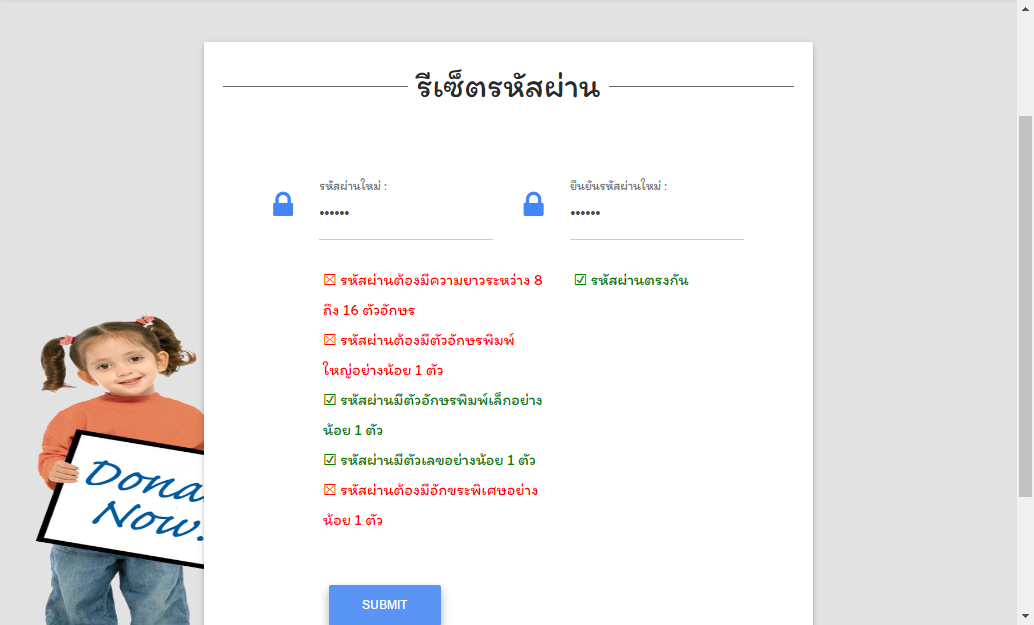 รีเซ็ตรหัสผ่าน
รหัสผ่านใหม่ :
••••••
ยืนยันรหัสผ่านใหม่ :
••••••
☒ รหัสผ่านต้องมีความยาวระหว่าง 8
ถึง 16 ตัวอักษร
☒ รหัสผ่านต้องมีตัวอักษรพิมพ์
ใหญ่อย่างน้อย 1 ตัว
☑ รหัสผ่านมีตัวอักษรพิมพ์เล็กอย่าง
น้อย 1 ตัว
☑ รหัสผ่านมีตัวเลขอย่างน้อย 1 ตัว
☒ รหัสผ่านต้องมีอักขระพิเศษอย่าง
น้อย 1 ตัว
☑ รหัสผ่านตรงกัน
Dona
Now.
SUBMIT